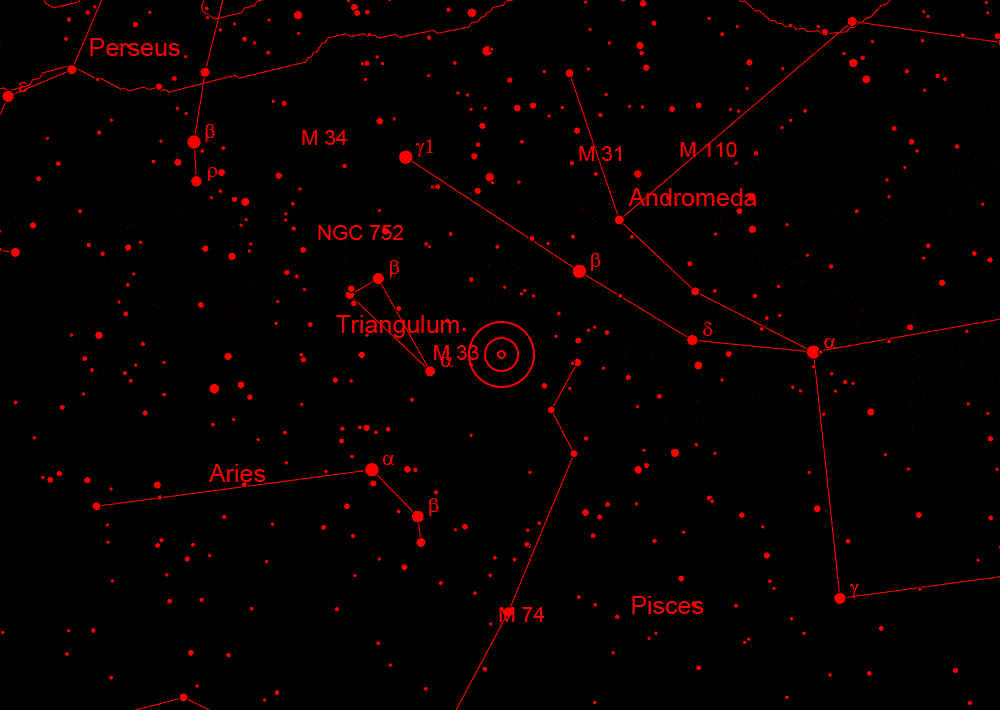 Perseus
ε
β
M 34
γ1
M 31
M 110
ρ
Andromeda
NGC 752
β
β
Triangulum
δ
α
M 33
α
α
Aries
β
γ
M 74
Pisces